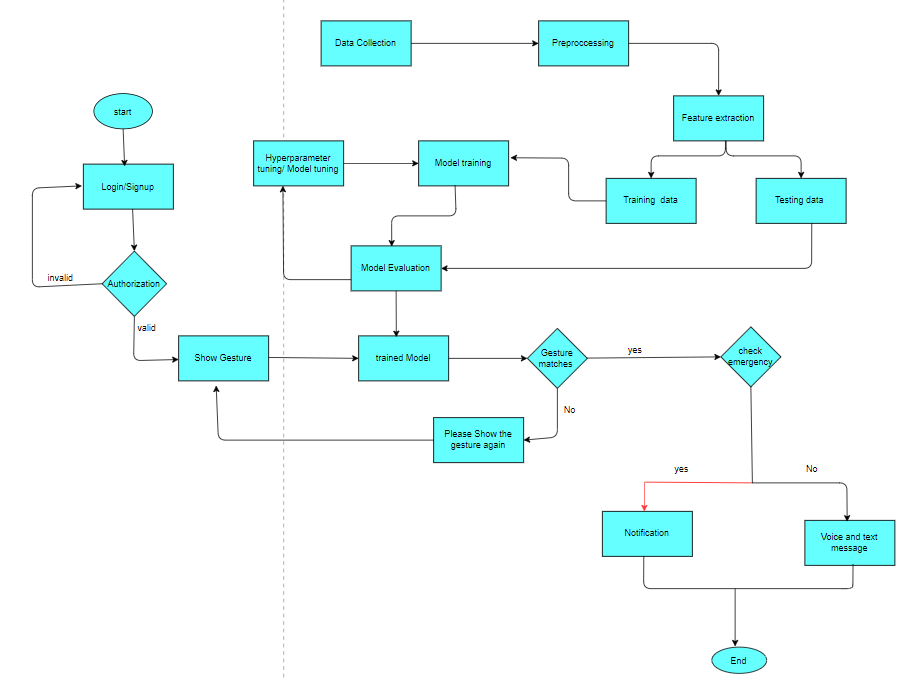 Data Collection
Preproccessing
start
Feature extraction
Hyperparameter
tuning/ Model tuning
Model training
Login/Signup
Training data
Testing data
Model Evaluation
invalid
Authorization
valid
Show Gesture
trained Model
Gesture
matches
yes
check
emergency
No
Please Show the
gesture again
yes
No
Notification
Voice and text
message
End